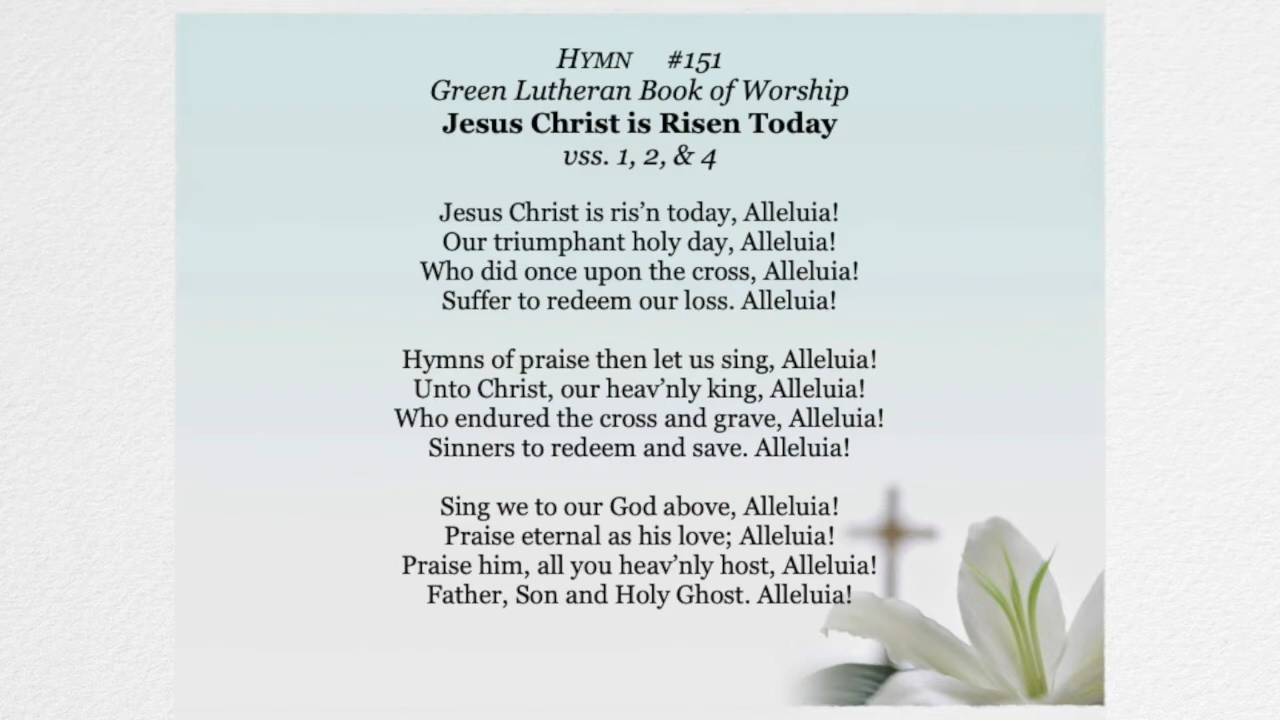 HYMN #151
Green Lutheran Book of Worship
Jesus Christ is Risen Today
vss. 1, 2, & 4
Jesus Christ is ris’n today, Alleluia!
Our triumphant holy day, Alleluia!
Who did once upon the cross, Alleluia!
Suffer to redeem our loss. Alleluia!
Hymns of praise then let us sing, Alleluia!
Unto Christ, our heav’nly king, Alleluia!
Who endured the cross and grave, Alleluia!
Sinners to redeem and save. Alleluia!
Sing we to our God above, Alleluia!
Praise eternal as his love; Alleluia!
Praise him, all you heav’nly host, Alleluia!
Father, Son and Holy Ghost. Alleluia!